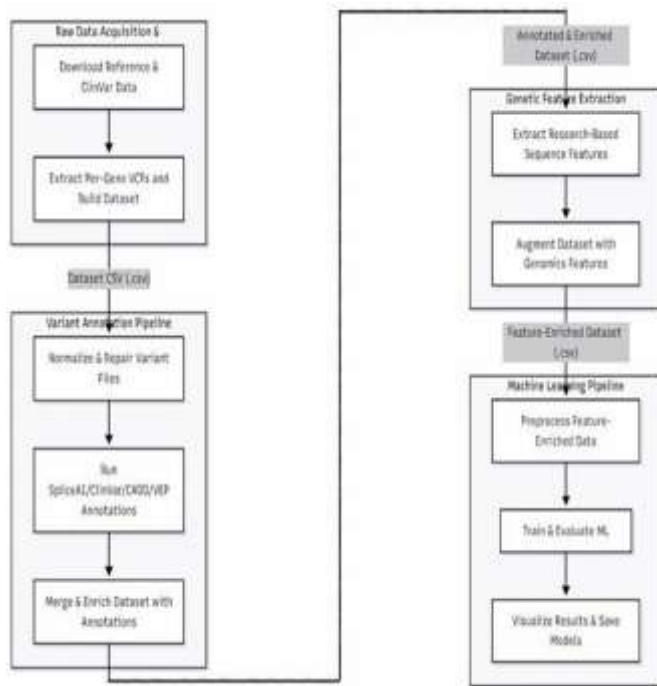 Raw Data Acquisition &
Download Reference &
ClinVar Data
Extract Per-Gene VCFs and
Build Dataset
Dataset CSV (.csv)
Variant Annotation Pipeline
Normalize & Repair Variant
Files
Run
SpliceAI/ClinVar/CADD/VEP
Annotations
Merge & Enrich Dataset with
Annotations
Annotated & Enriched
Dataset (.csv)
Genetic Feature Extraction
Extract Research-Based
Sequence Features
Augment Dataset with
Genomics Features
Feature-Enriched Dataset
(.csv)
Machine Learning Pipeline
Preprocess Feature-
Enriched Data
Train & Evaluate ML
Visualize Results & Save
Models